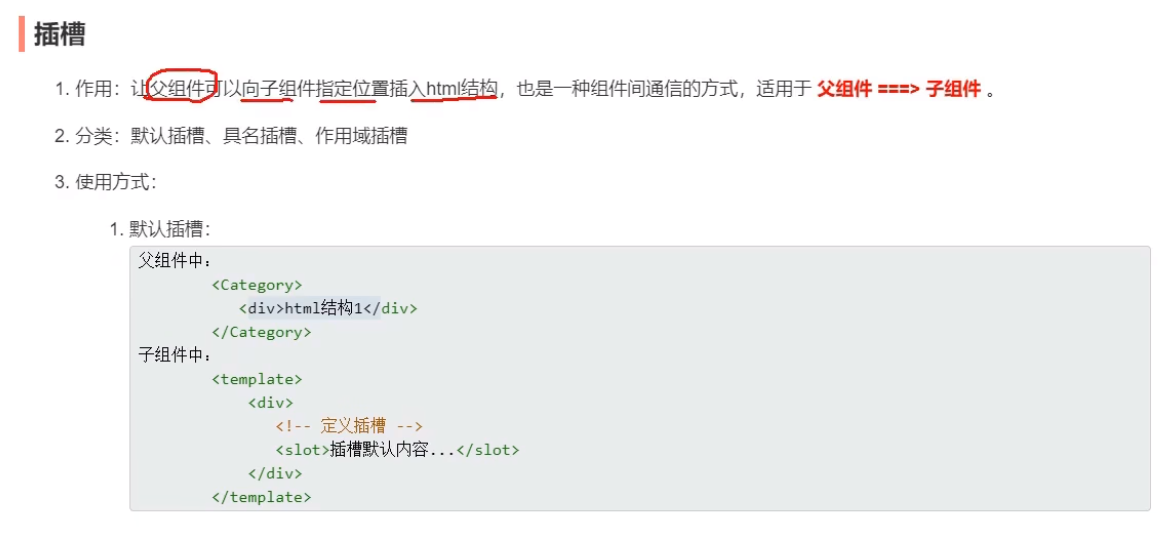 插槽
1. 作用：让父组件可以向子组件指定位置插入html结构，也是一种组件间通信的方式，适用于 父组件 ===> 子组件 。
2. 分类：默认插槽、具名插槽、作用域插槽
3. 使用方式：
1. 默认插槽：
父组件中：
<Category>
<div>html结构1</div>
</Category>
子组件中：
<template>
<div>
<!-- 定义插槽 -->
<slot>插槽默认内容...</slot>
</div>
</template>